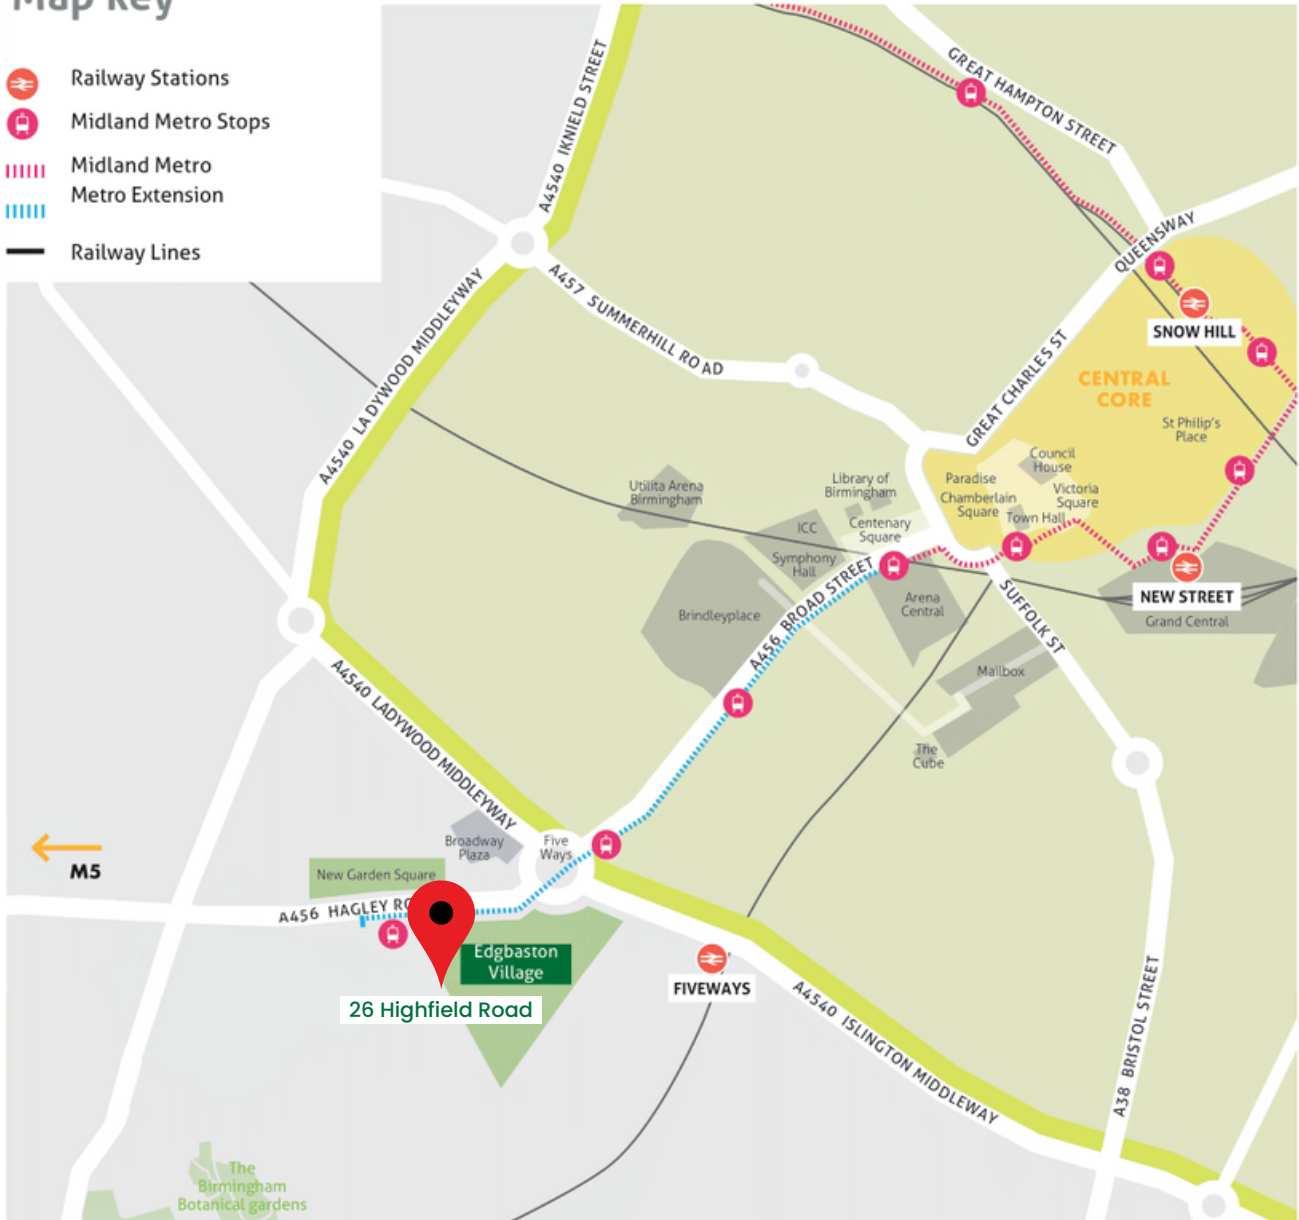 Map key
Railway Stations
Midland Metro Stops
Midland Metro
Metro Extension
Railway Lines
A4540 IKNIELD STREET
GREAT HAMPTON STREET
QUEENSWAY
A457 SUMMERHILL ROAD
A4540 LADYWOOD MIDDLEYWAY
GREAT CHARLES ST
SNOW HILL
CENTRAL
CORE
St Philip's
Place
Council
House
Victoria
Square
Paradise
Chamberlain
Square
Town Hall
Library of
Birmingham
Centenary
Square
Utilita Arena
Birmingham
ICC
Symphony
Hall
Brindleyplace
A456 BROAD STREET
Arena
Central
NEW STREET
Grand Central
SUFFOLK ST
Mailbox
The
Cube
A4540 LADYWOOD MIDDLEYWAY
Broadway
Plaza
Five
Ways
M5
New Garden Square
A456 HAGLEY RO
Edgbaston
Village
26 Highfield Road
FIVEWAYS
A4540 ISLINGTON MIDDLEWAY
A38 BRISTOL STREET
The
Birmingham
Botanical gardens